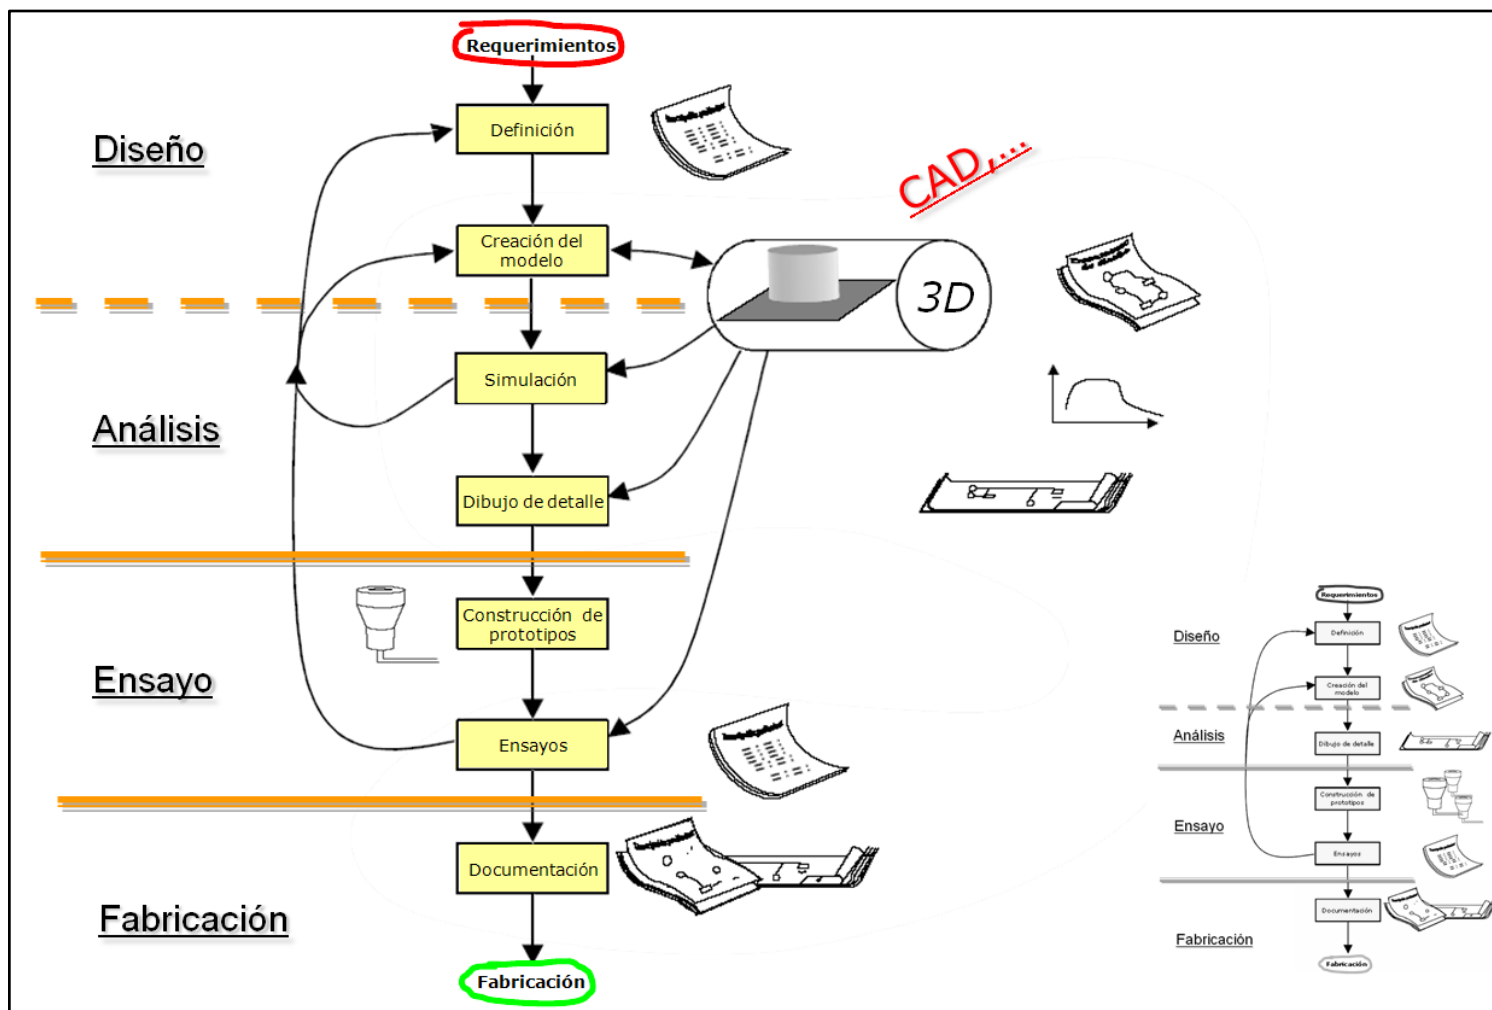 Requerimientos
Diseño
Definición
CAD,...
Creación del
modelo
3D
Simulación
Análisis
Dibujo de detalle
Construcción de
prototipos
Ensayo
Ensayos
Documentación
Fabricación
Fabricación
Requerimientos
Diseño
Definición
Creación del
modelo
Análisis
Dibujo de detalle
Construcción de
prototipos
Ensayo
Ensayos
Documentación
Fabricación
Fabricación